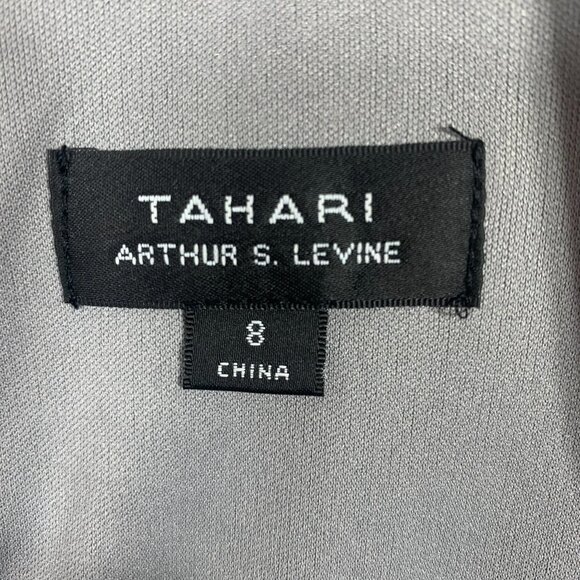 TAHARI
ARTHUR S. LEVINE
8
CHINA